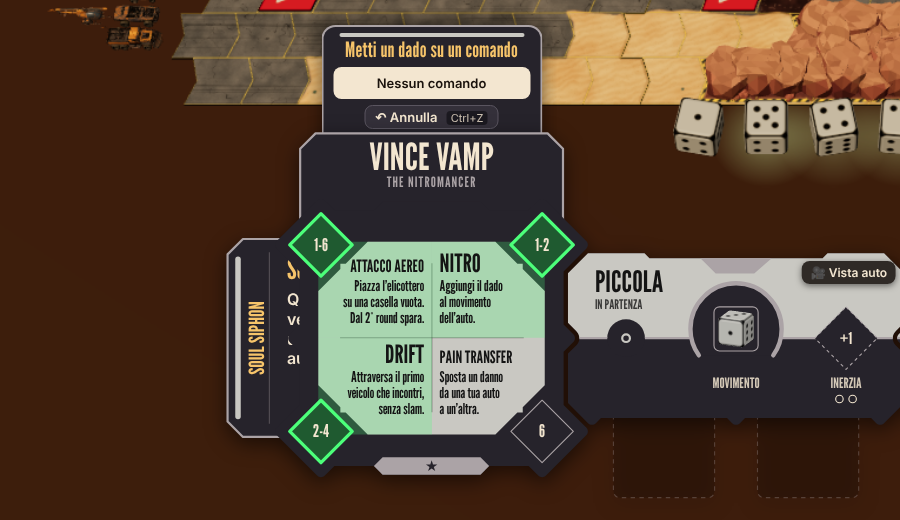 Metti un dado su un comando
Nessun comando
↶ Annulla Ctrl+Z
VINCE VAMP
THE NITROMANCER
SOUL SIPHON
1-6
1-2
ATTACCO AEREO
Piazza l'elicottero
su una casella vuota.
Dal 2° round spara.
NITRO
Aggiungi il dado
al movimento
dell'auto.
DRIFT
Attraversa il primo
veicolo che incontri,
senza slam.
PAIN TRANSFER
Sposta un danno
da una tua auto
a un'altra.
2-4
6
★
PICCOLA
IN PARTENZA
Vista auto
+1
MOVIMENTO
INERZIA